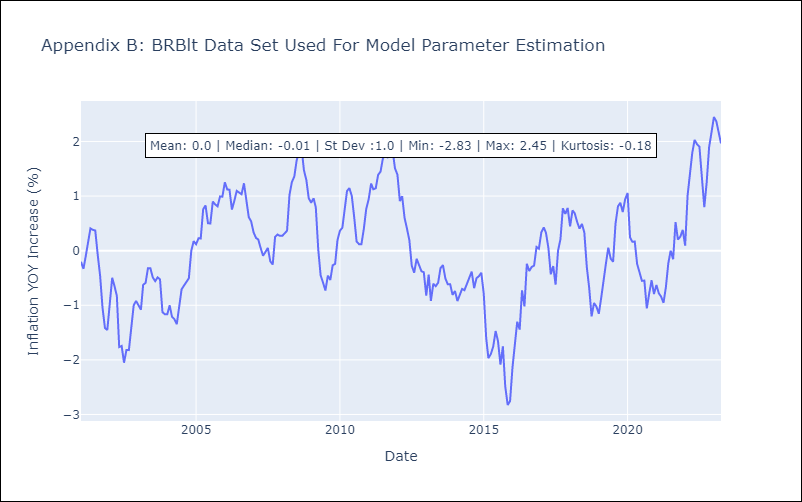 Appendix B: BRBlt Data Set Used For Model Parameter Estimation
Mean: 0.0 | Median: -0.01 | St Dev :1.0 | Min: -2.83 | Max: 2.45 | Kurtosis: -0.18
Inflation YOY Increase (%)
2
1
0
−1
−2
−3
2005
2010
2015
2020
Date